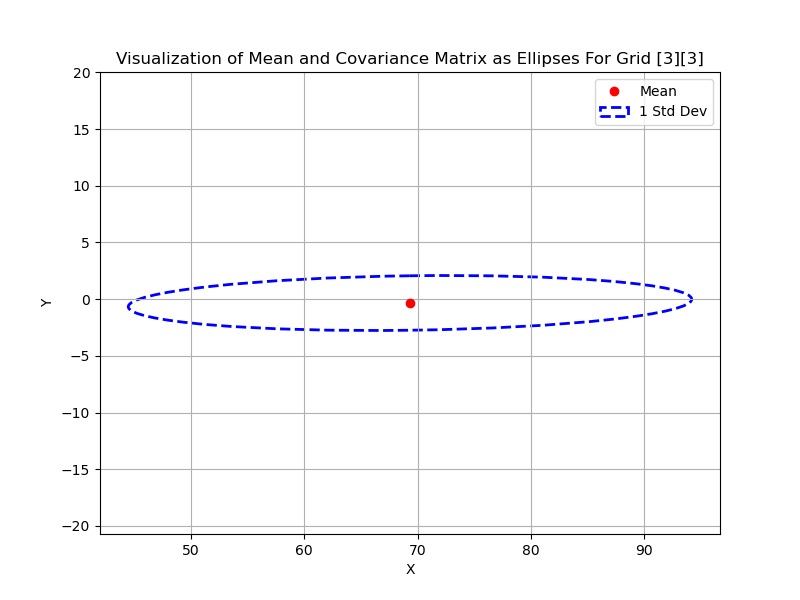 Visualization of Mean and Covariance Matrix as Ellipses For Grid [3][3]
Mean
1 Std Dev
20
15
10
5
0
−5
−10
−15
−20
Y
50 60 70 80 90
X